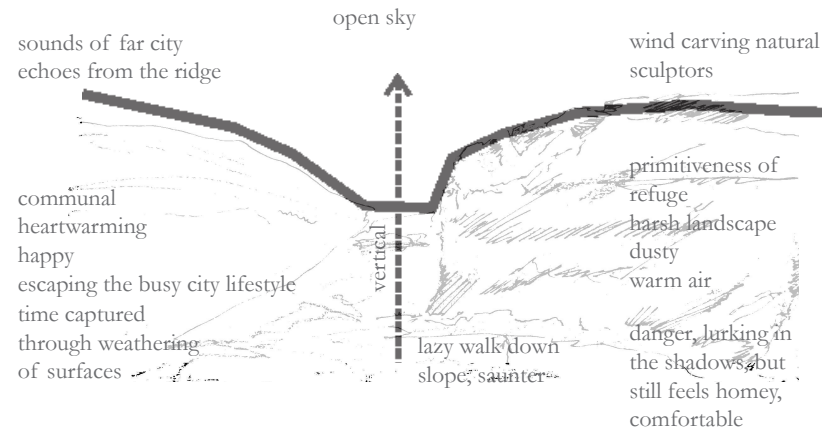 open sky
sounds of far city
echoes from the ridge
wind carving natural
sculptors
communal
heartwarming
happy
escaping the busy city lifestyle
time captured
through weathering
of surfaces
vertical
primitiveness of
refuge
harsh landscape
dusty
warm air
lazy walk down
slope, saunter
danger, lurking in
the shadows, but
still feels homey,
comfortable